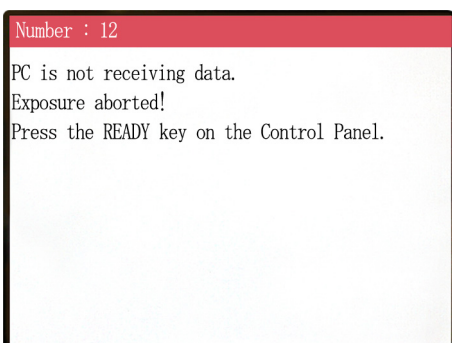 Number : 12
PC is not receiving data.
Exposure aborted!
Press the READY key on the Control Panel.